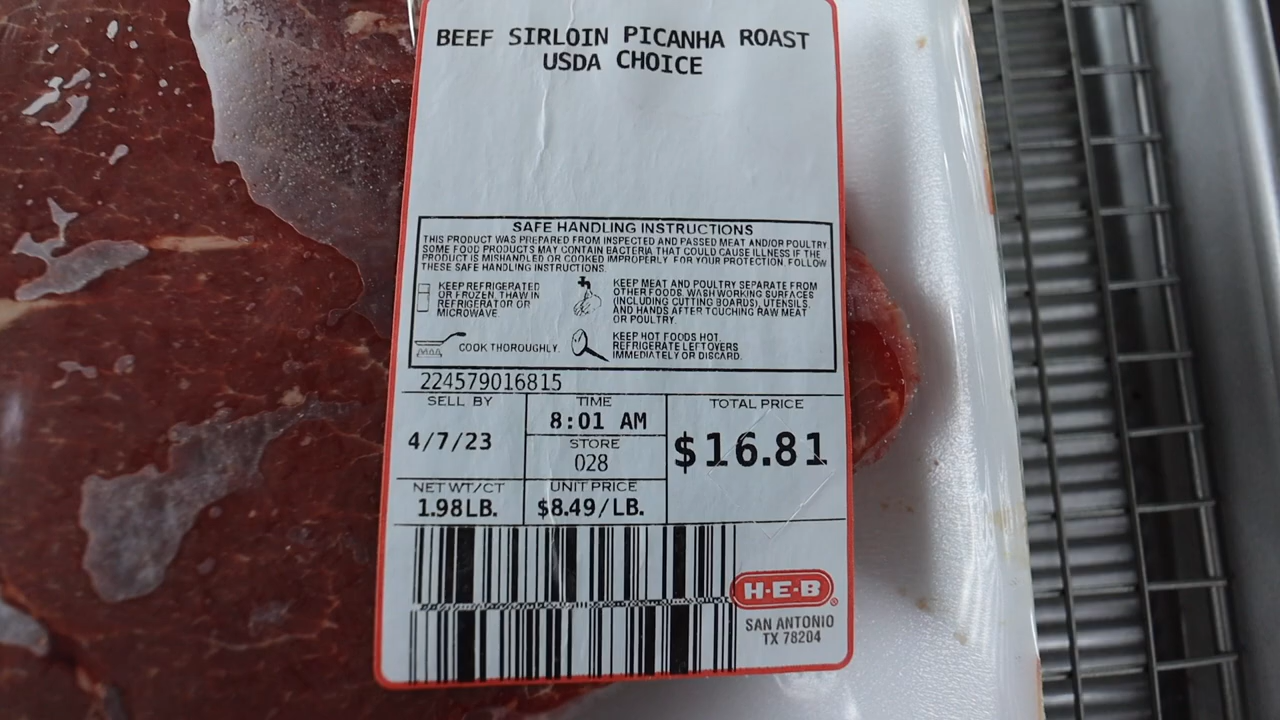 BEEF SIRLOIN PICANHA ROAST
USDA CHOICE
SAFE HANDLING INSTRUCTIONS
THIS PRODUCT WAS PREPARED FROM INSPECTED AND PASSED MEAT AND/OR POULTRY
SOME FOOD PRODUCTS MAY CONTAIN BACTERIA THAT COULD CAUSE ILLNESS IF THE
PRODUCT IS MISHANDLED OR COOKED IMPROPERLY. FOR YOUR PROTECTION, FOLLOW
THESE SAFE HANDLING INSTRUCTIONS.
KEEP REFRIGERATED
OR FROZEN, THAW IN
REFRIGERATOR OR
MICROWAVE.
KEEP MEAT AND POULTRY SEPARATE FROM
OTHER FOODS. WASH WORKING SURFACES
(INCLUDING CUTTING BOARDS), UTENSILS,
AND HANDS AFTER TOUCHING RAW MEAT
OR POULTRY.
COOK THOROUGHLY.
KEEP HOT FOODS HOT
REFRIGERATE LEFTOVERS
IMMEDIATELY OR DISCARD.
224579016815
SELL BY
4/7/23
TIME
8:01 AM
STORE
028
TOTAL PRICE
$16.81
NET WT/CT
1.98LB.
UNIT PRICE
$8.49/LB.
H-E-B®
SAN ANTONIO
TX 78204